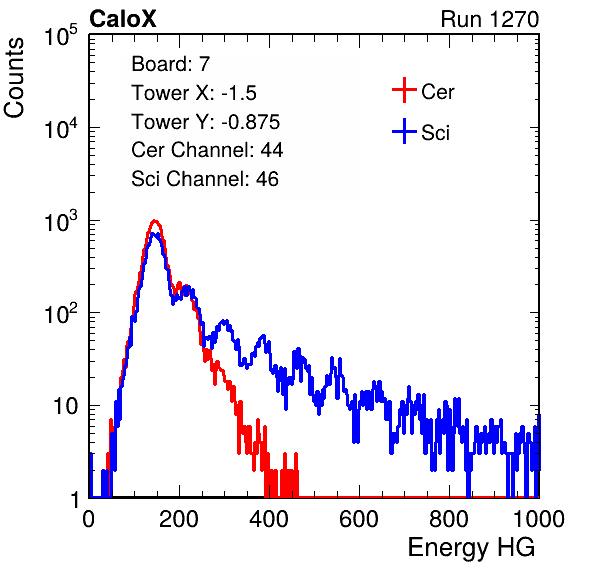 CaloX Run 1270
Counts
10^5
10^4
10^3
10^2
10
1
Board: 7
Tower X: -1.5
Tower Y: -0.875
Cer Channel: 44
Sci Channel: 46
Cer
Sci
0 200 400 600 800 1000
Energy HG